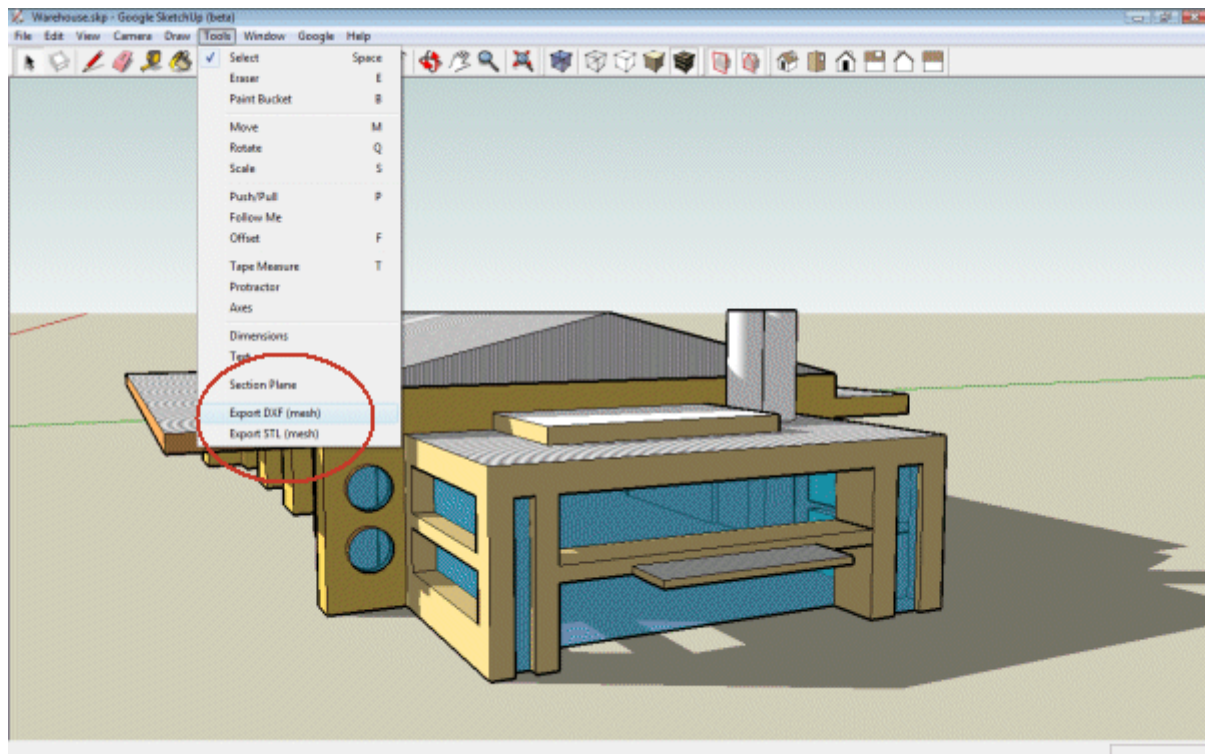 Warehouse.skp - Google SketchUp (beta)
File Edit View Camera Draw Tools Window Google Help
Select Space
Eraser E
Paint Bucket B
Move M
Rotate Q
Scale S
Push/Pull P
Follow Me
Offset F
Tape Measure T
Protractor
Axes
Dimensions
Text
Section Plane
Export DXF (mesh)
Export STL (mesh)